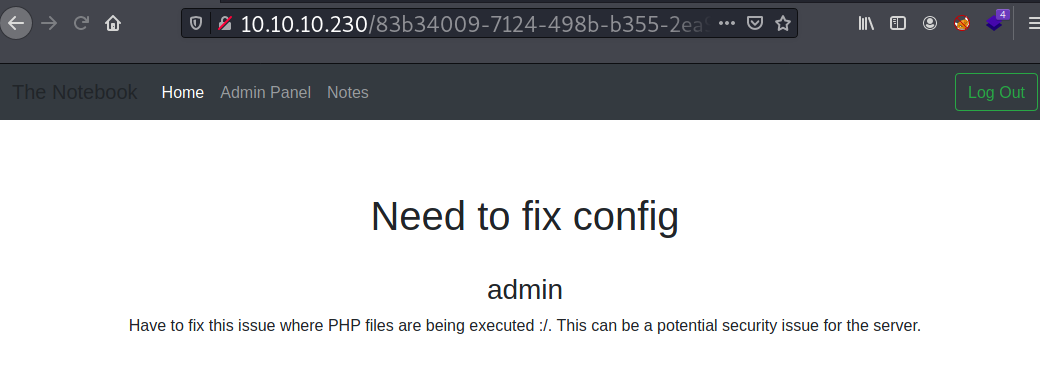 10.10.10.230/83b34009-7124-498b-b355-2ea
4
The Notebook Home Admin Panel Notes Log Out
Need to fix config
admin
Have to fix this issue where PHP files are being executed :/. This can be a potential security issue for the server.